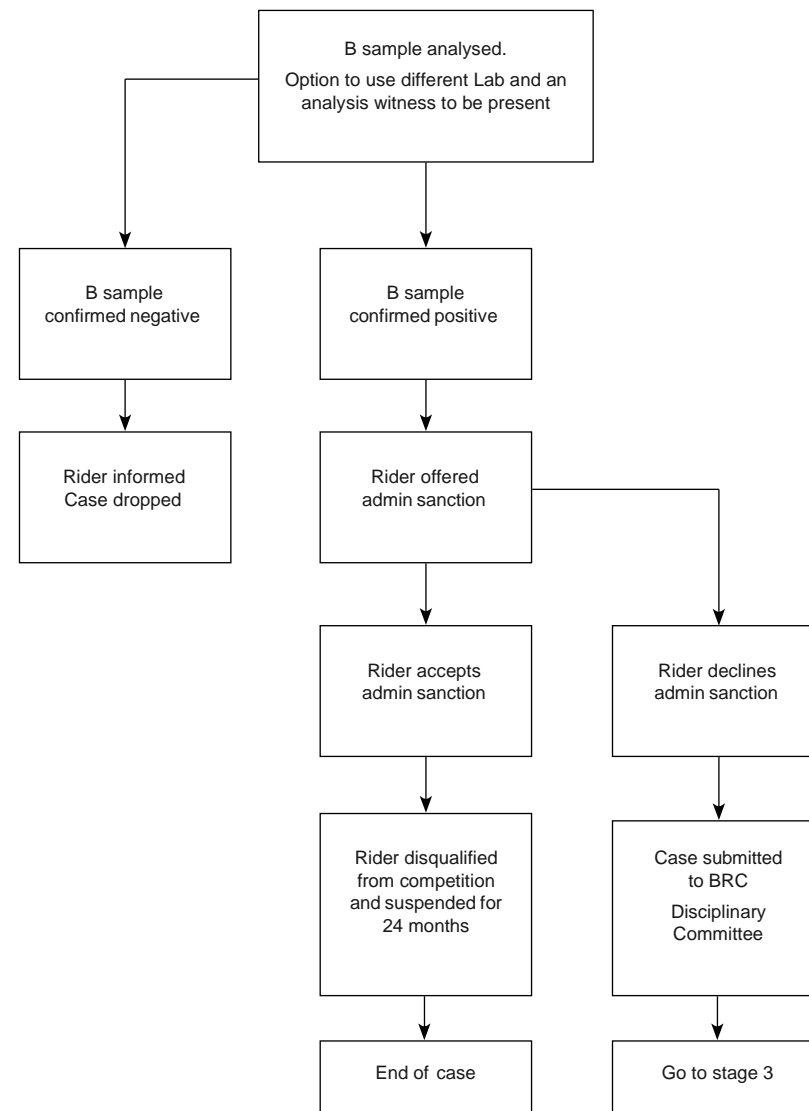 B sample analysed.
Option to use different Lab and an
analysis witness to be present
B sample
confirmed negative
B sample
confirmed positive
Rider informed
Case dropped
Rider offered
admin sanction
Rider accepts
admin sanction
Rider declines
admin sanction
Rider disqualified
from competition
and suspended for
24 months
Case submitted
to BRC
Disciplinary
Committee
End of case
Go to stage 3